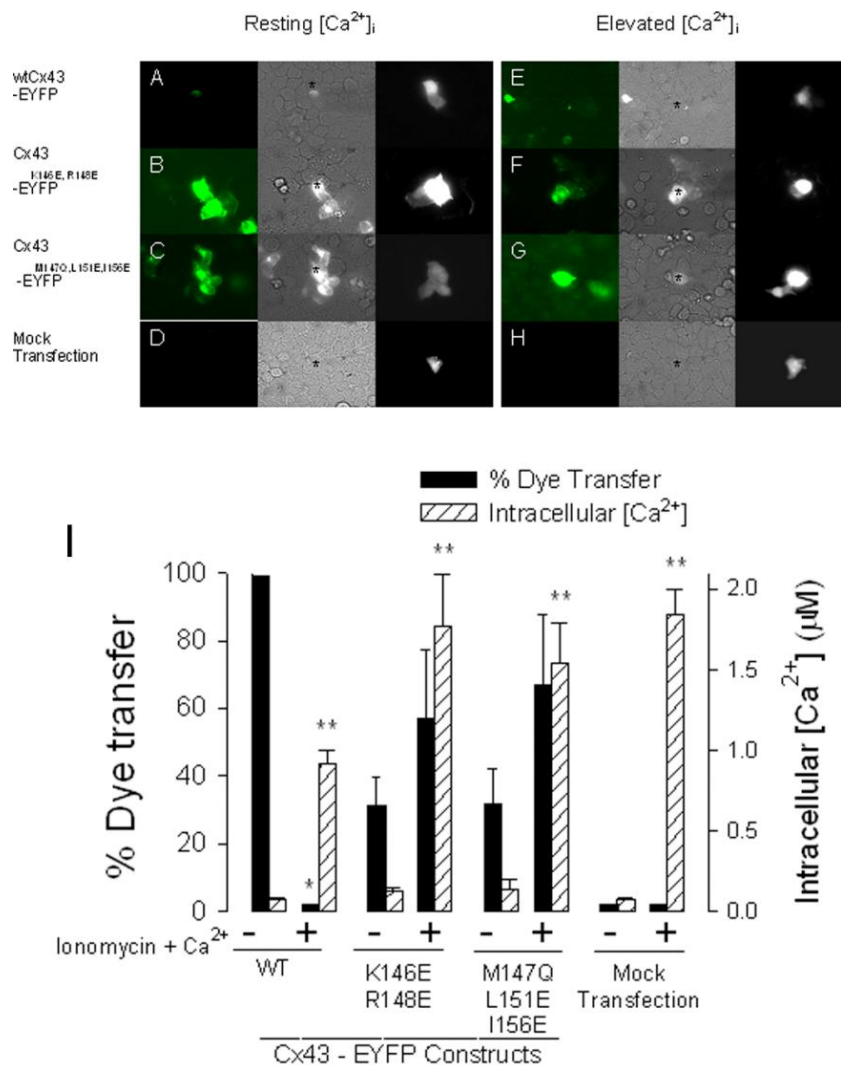 Resting [Ca²⁺]ᵢ
Elevated [Ca²⁺]ᵢ
wtCx43
-EYFP
A
*
E
*
Cx43
K146E, R148E
-EYFP
B
*
F
*
Cx43
M147Q,L151E,I156E
-EYFP
C
*
G
*
Mock
Transfection
D
*
H
*
I
% Dye Transfer
Intracellular [Ca²⁺]
% Dye transfer
100
80
60
40
20
0
**
**
**
**
*
2.0
1.5
1.0
0.5
0.0
Intracellular [Ca²⁺] (μM)
Ionomycin + Ca²⁺
- + - + - + - +
WT
K146E
R148E
M147Q
L151E
I156E
Mock
Transfection
Cx43 - EYFP Constructs